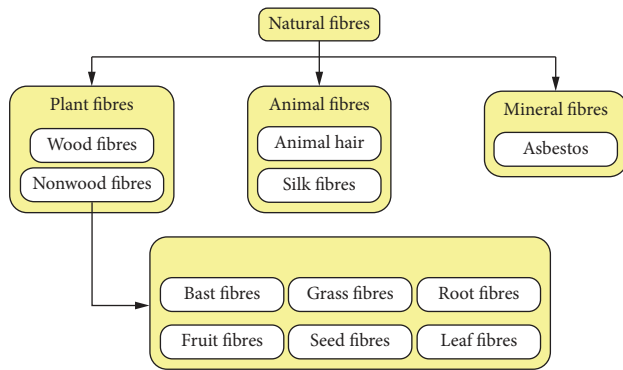 Natural fibres
Plant fibres
Wood fibres
Nonwood fibres
Animal fibres
Animal hair
Silk fibres
Mineral fibres
Asbestos
Bast fibres
Grass fibres
Root fibres
Fruit fibres
Seed fibres
Leaf fibres